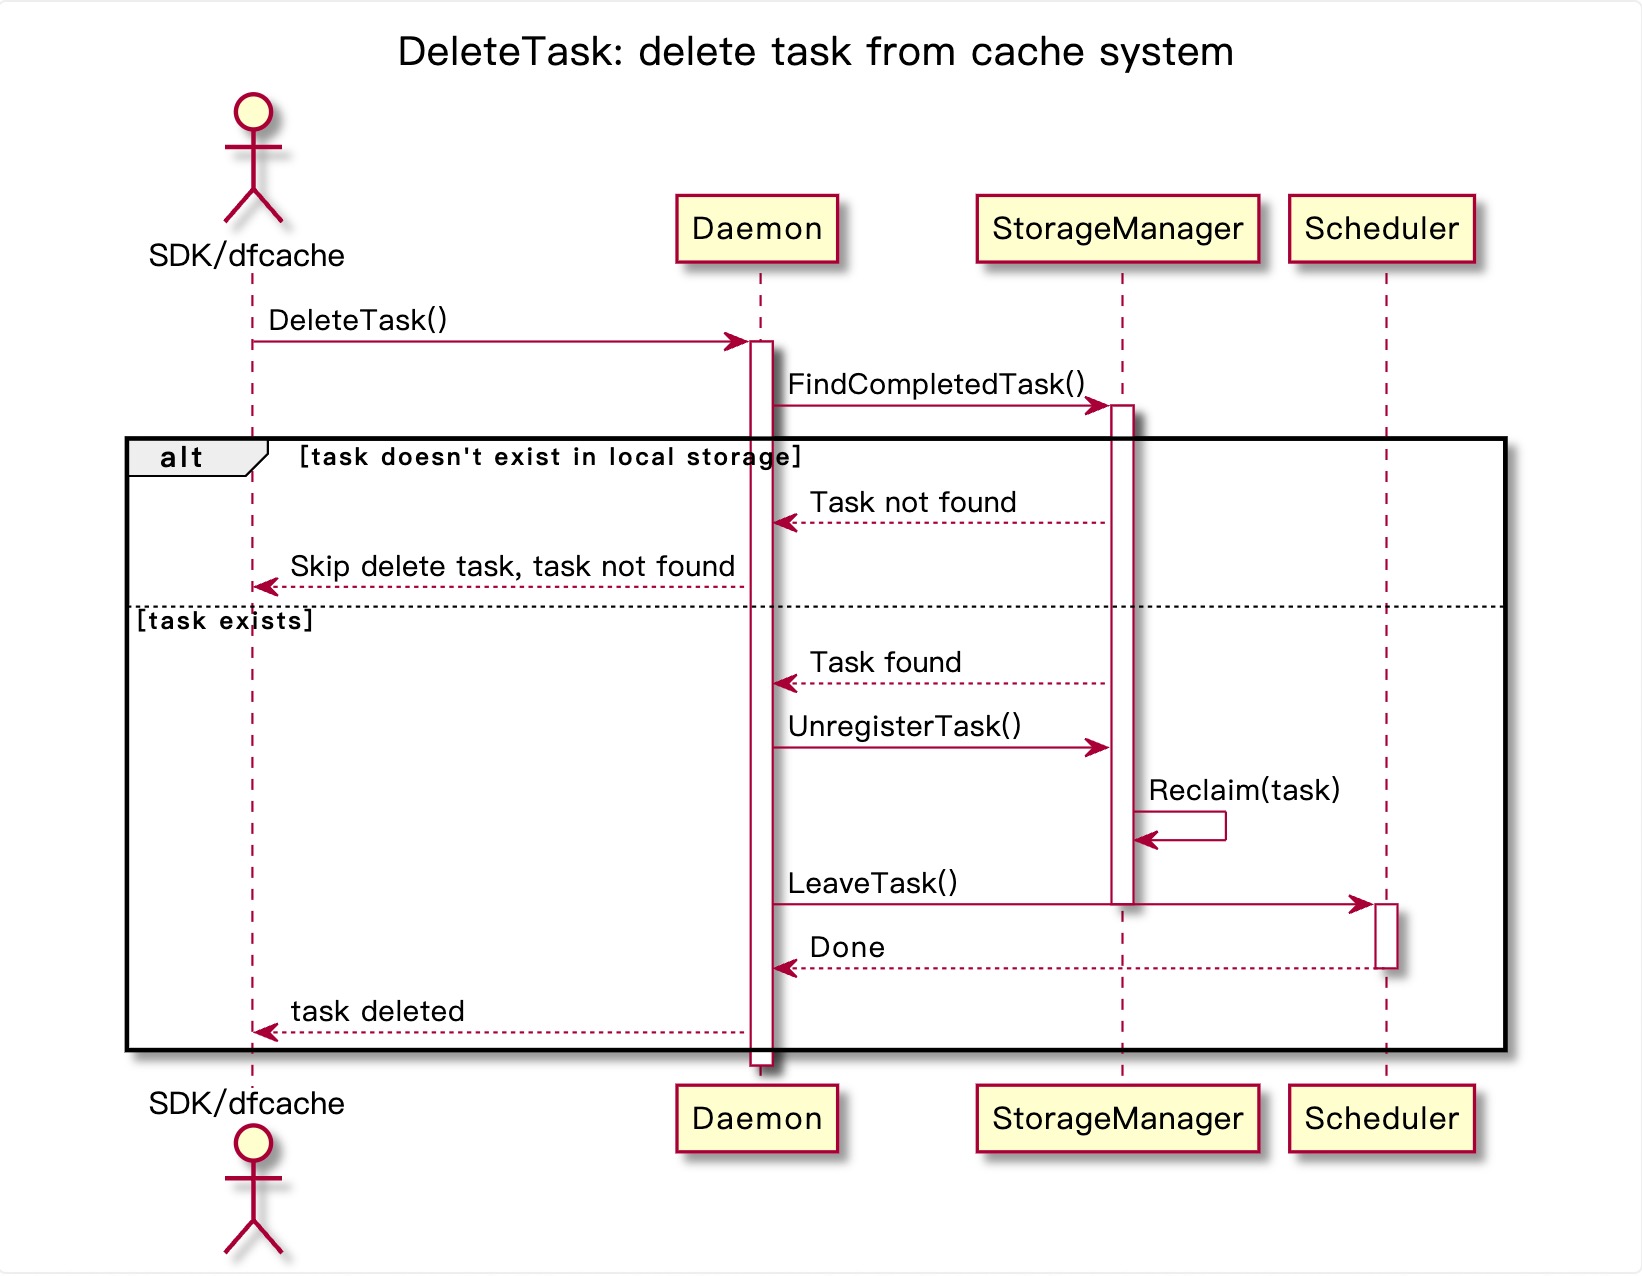 DeleteTask: delete task from cache system
SDK/dfcache
Daemon
StorageManager
Scheduler
DeleteTask()
FindCompletedTask()
alt
[task doesn't exist in local storage]
Task not found
Skip delete task, task not found
[task exists]
Task found
UnregisterTask()
Reclaim(task)
LeaveTask()
Done
task deleted
SDK/dfcache
Daemon
StorageManager
Scheduler